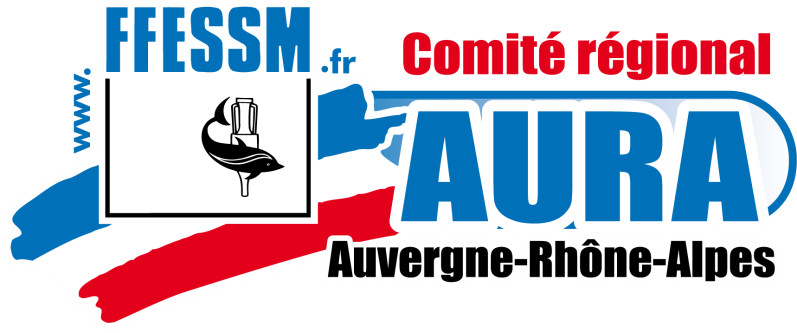 www.FFESSM.fr
Comité régional
AURA
Auvergne-Rhône-Alpes